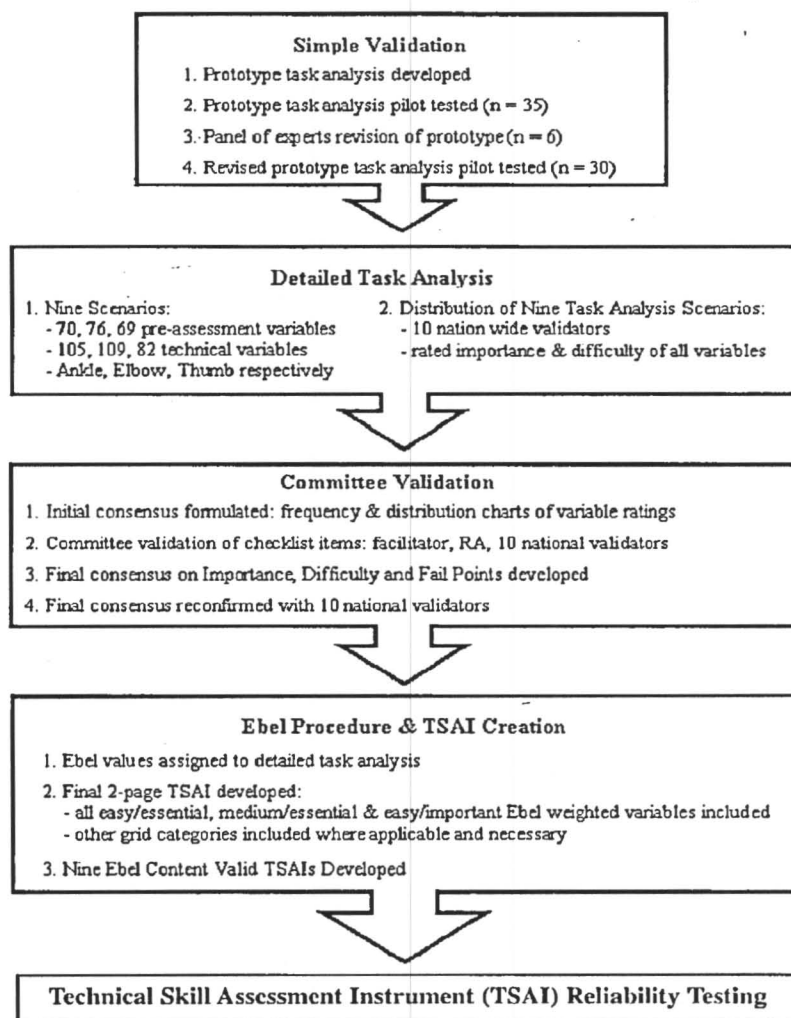 Simple Validation
1. Prototype task analysis developed
2. Prototype task analysis pilot tested (n = 35)
3. Panel of experts revision of prototype (n = 6)
4. Revised prototype task analysis pilot tested (n = 30)
Detailed Task Analysis
1. Nine Scenarios:
- 70, 76, 69 pre-assessment variables
- 105, 109, 82 technical variables
- Ankle, Elbow, Thumb respectively
2. Distribution of Nine Task Analysis Scenarios:
- 10 nation wide validators
- rated importance & difficulty of all variables
Committee Validation
1. Initial consensus formulated: frequency & distribution charts of variable ratings
2. Committee validation of checklist items: facilitator, RA, 10 national validators
3. Final consensus on Importance, Difficulty and Fail Points developed
4. Final consensus reconfirmed with 10 national validators
Ebel Procedure & TSAI Creation
1. Ebel values assigned to detailed task analysis
2. Final 2-page TSAI developed:
- all easy/essential, medium/essential & easy/important Ebel weighted variables included
- other grid categories included where applicable and necessary
3. Nine Ebel Content Valid TSAIs Developed
Technical Skill Assessment Instrument (TSAI) Reliability Testing